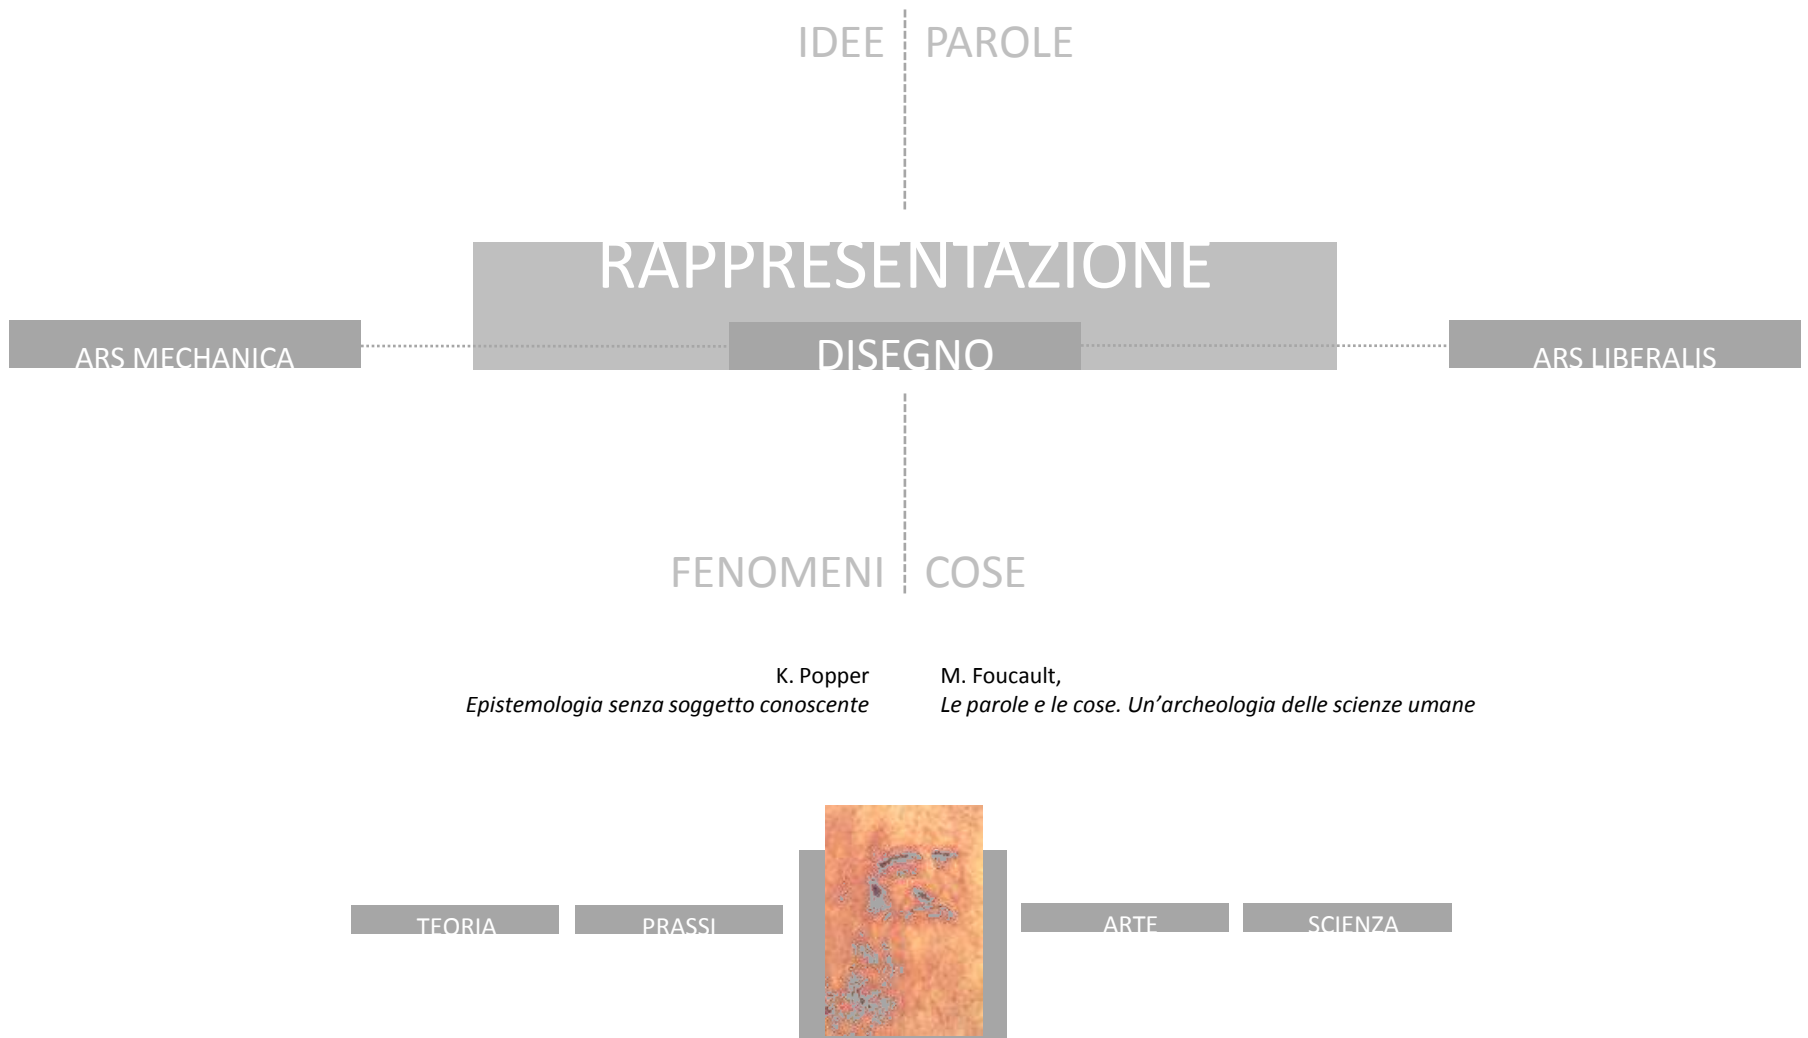 IDEE PAROLE
RAPPRESENTAZIONE
ARS MECHANICA DISEGNO ARS LIBERALIS
FENOMENI COSE
K. Popper
Epistemologia senza soggetto conoscente
M. Foucault,
Le parole e le cose. Un’archeologia delle scienze umane
TEORIA PRASSI ARTE SCIENZA